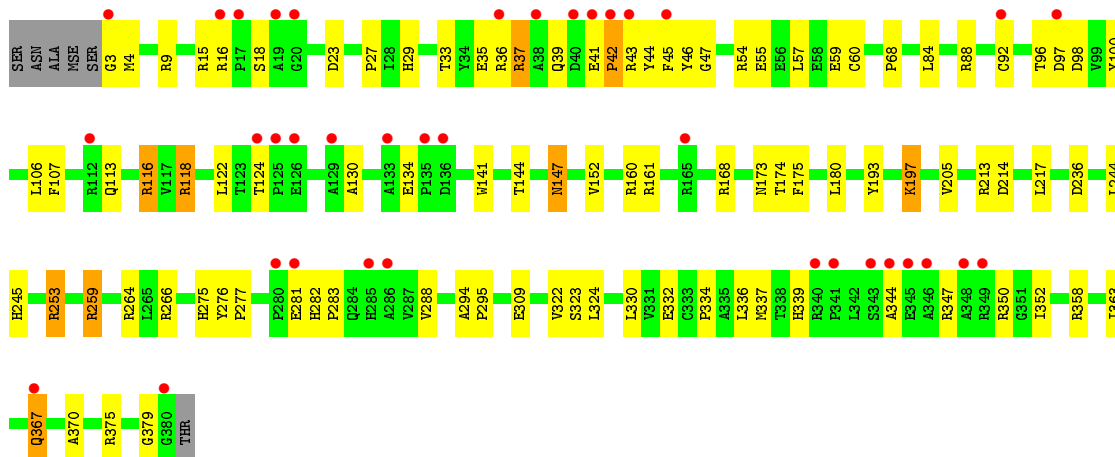 SER ASN ALA MSE SER G3 M4 R9 R15 R16 P17 S18 A19 G20 D23 P27 I28 H29 T33 Y34 E35 R36 R37 A38 Q39 D40 E41 P42 R43 Y44 F45 Y46 G47 R54 E55 E56 L57 E58 E59 C60 P68 L84 R88 C92 T96 D97 D98 V99 Y100
L106 F107 R112 Q113 R116 V117 R118 L122 T123 T124 P125 E126 A129 A130 A133 E134 P135 D136 W141 T144 N147 V152 R160 R161 R165 R168 N173 T174 F175 L180 Y193 K197 V205 R213 D214 L217 D236 L244
H245 R253 R259 R264 L265 R266 H275 Y276 P277 P280 E281 H282 P283 Q284 H285 A286 V287 V288 A294 P295 E309 V322 S323 L324 L330 V331 E332 C333 P334 A335 L336 M337 T338 H339 R340 P341 L342 S343 A344 E345 A346 R347 A348 R349 R350 G351 I352 R358 I363
Q367 A370 R375 G379 G380 THR